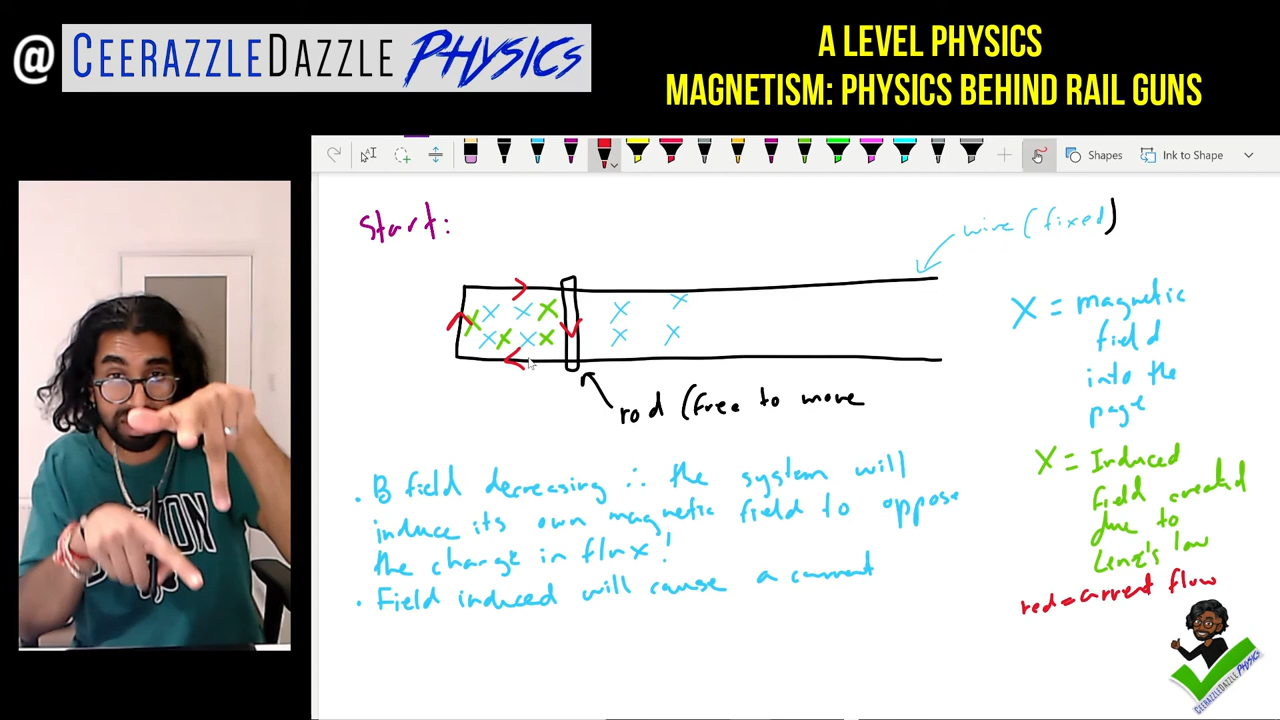 @ CEERAZZLEDAZZLE PHYSICS
A LEVEL PHYSICS
MAGNETISM: PHYSICS BEHIND RAIL GUNS
Shapes
Ink to Shape
Start:
wire (fixed)
rod (free to move
X = magnetic
field
into the
page
X = Induced
field created
due to
Lenz's law
red = current flow
• B field decreasing ∴ the system will
induce its own magnetic field to oppose
the change in flux!
• Field induced will cause a current
CEERAZZLEDAZZLE PHYSICS